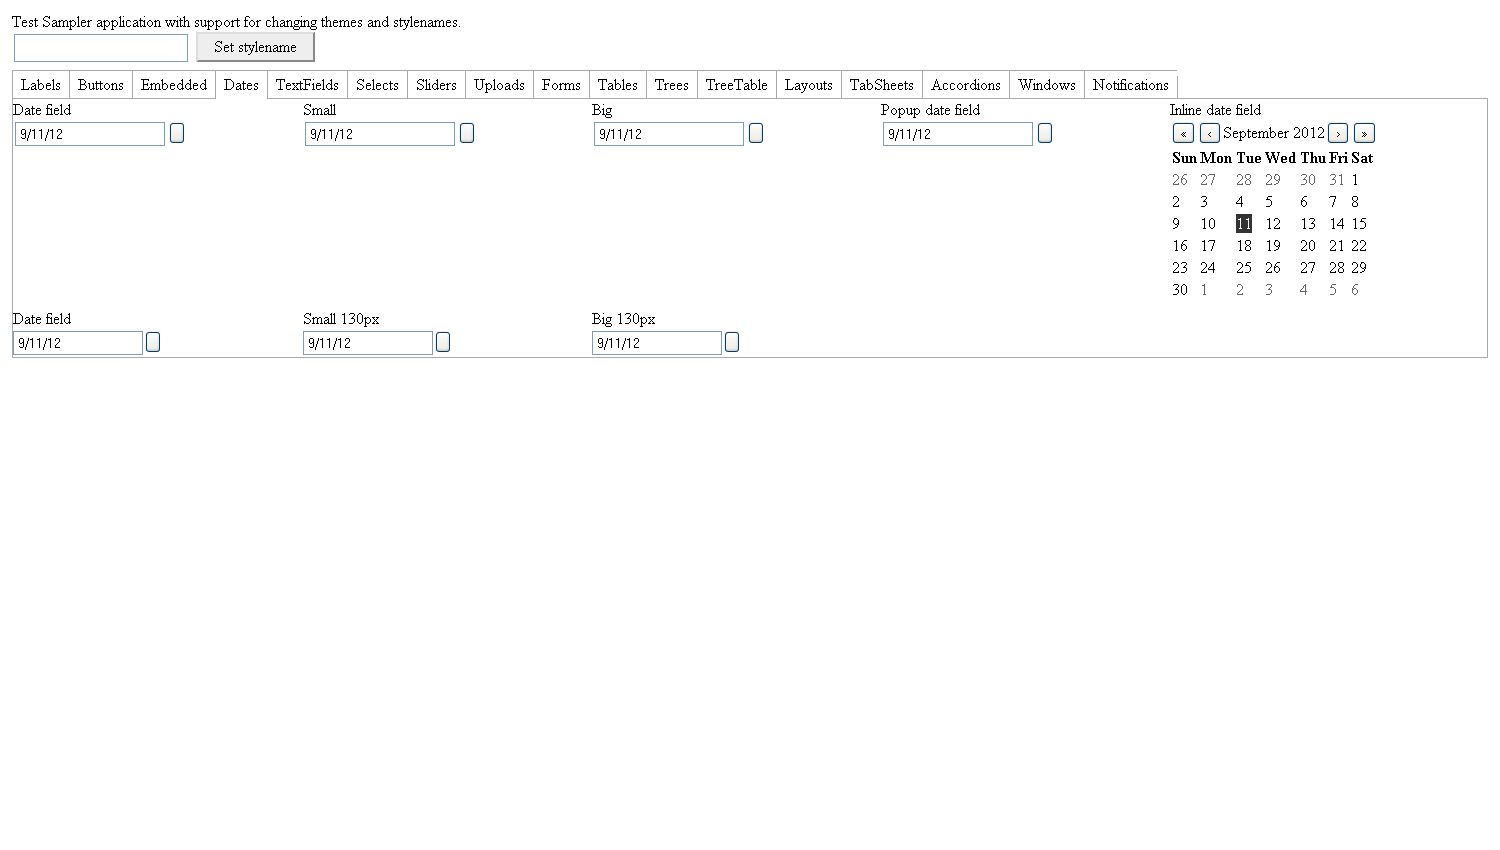 Test Sampler application with support for changing themes and stylenames.
Set stylename
Labels Buttons Embedded Dates TextFields Selects Sliders Uploads Forms Tables Trees TreeTable Layouts TabSheets Accordions Windows Notifications
Date field Small Big Popup date field Inline date field
9/11/12 9/11/12 9/11/12 9/11/12 « ‹ September 2012 › »
Sun Mon Tue Wed Thu Fri Sat
26 27 28 29 30 31 1
2 3 4 5 6 7 8
9 10 11 12 13 14 15
16 17 18 19 20 21 22
23 24 25 26 27 28 29
30 1 2 3 4 5 6
Date field Small 130px Big 130px
9/11/12 9/11/12 9/11/12